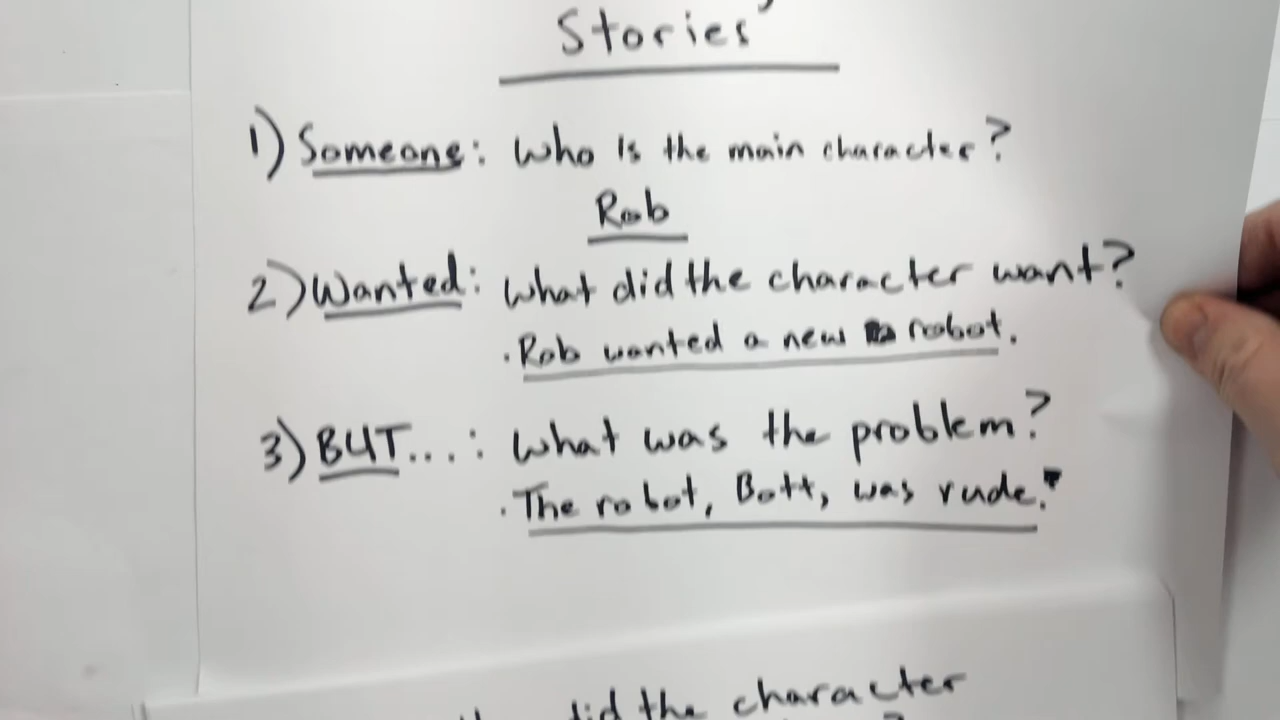 Stories
1) Someone: Who is the main character?
Rob
2) Wanted: What did the character want?
. Rob wanted a new robot.
3) BUT...: What was the problem?
. The robot, Bott, was rude.
did the character